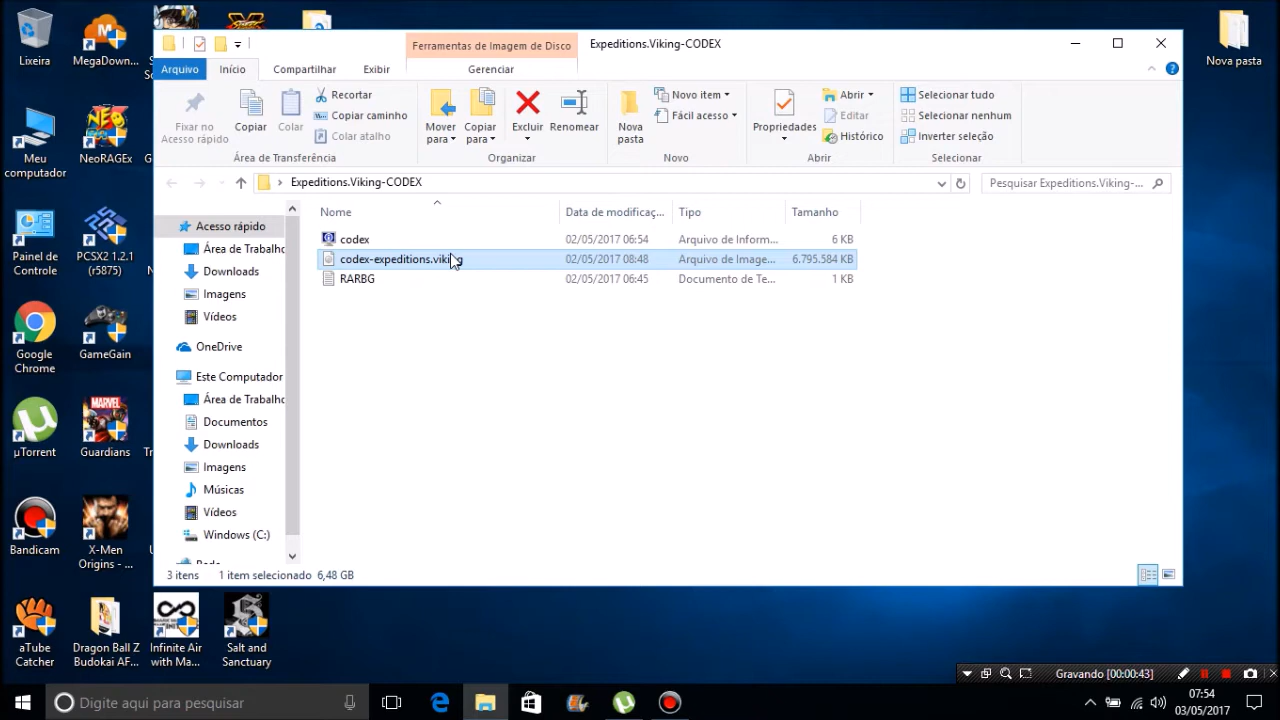 Ferramentas de Imagem de Disco
Expeditions.Viking-CODEX
Arquivo
Início
Compartilhar
Exibir
Gerenciar
Fixar no
Acesso rápido
Copiar
Colar
Recortar
Copiar caminho
Colar atalho
Área de Transferência
Mover
para
Copiar
para
Excluir
Renomear
Organizar
Nova
pasta
Novo item
Fácil acesso
Novo
Propriedades
Abrir
Editar
Histórico
Abrir
Selecionar tudo
Selecionar nenhum
Inverter seleção
Selecionar
Expeditions.Viking-CODEX
Pesquisar Expeditions.Viking-...
Nome
Data de modificaç...
Tipo
Tamanho
codex
02/05/2017 06:54
Arquivo de Inform...
6 KB
codex-expeditions.viking
02/05/2017 08:48
Arquivo de Image...
6.795.584 KB
RARBG
02/05/2017 06:45
Documento de Te...
1 KB
Acesso rápido
Área de Trabalho
Downloads
Imagens
Vídeos
OneDrive
Este Computador
Área de Trabalho
Documentos
Downloads
Imagens
Músicas
Vídeos
Windows (C:)
3 itens
1 item selecionado 6,48 GB
Lixeira
MegaDown...
Meu
computador
NeoRAGEx
Painel de
Controle
PCSX2 1.2.1
(r5875)
Google
Chrome
GameGain
µTorrent
MARVEL
Guardians
Bandicam
X-Men
Origins - ...
aTube
Catcher
Dragon Ball Z
Budokai AF...
Infinite Air
with Ma...
Salt and
Sanctuary
Nova pasta
Gravando [00:00:43]
Digite aqui para pesquisar
07:54
03/05/2017